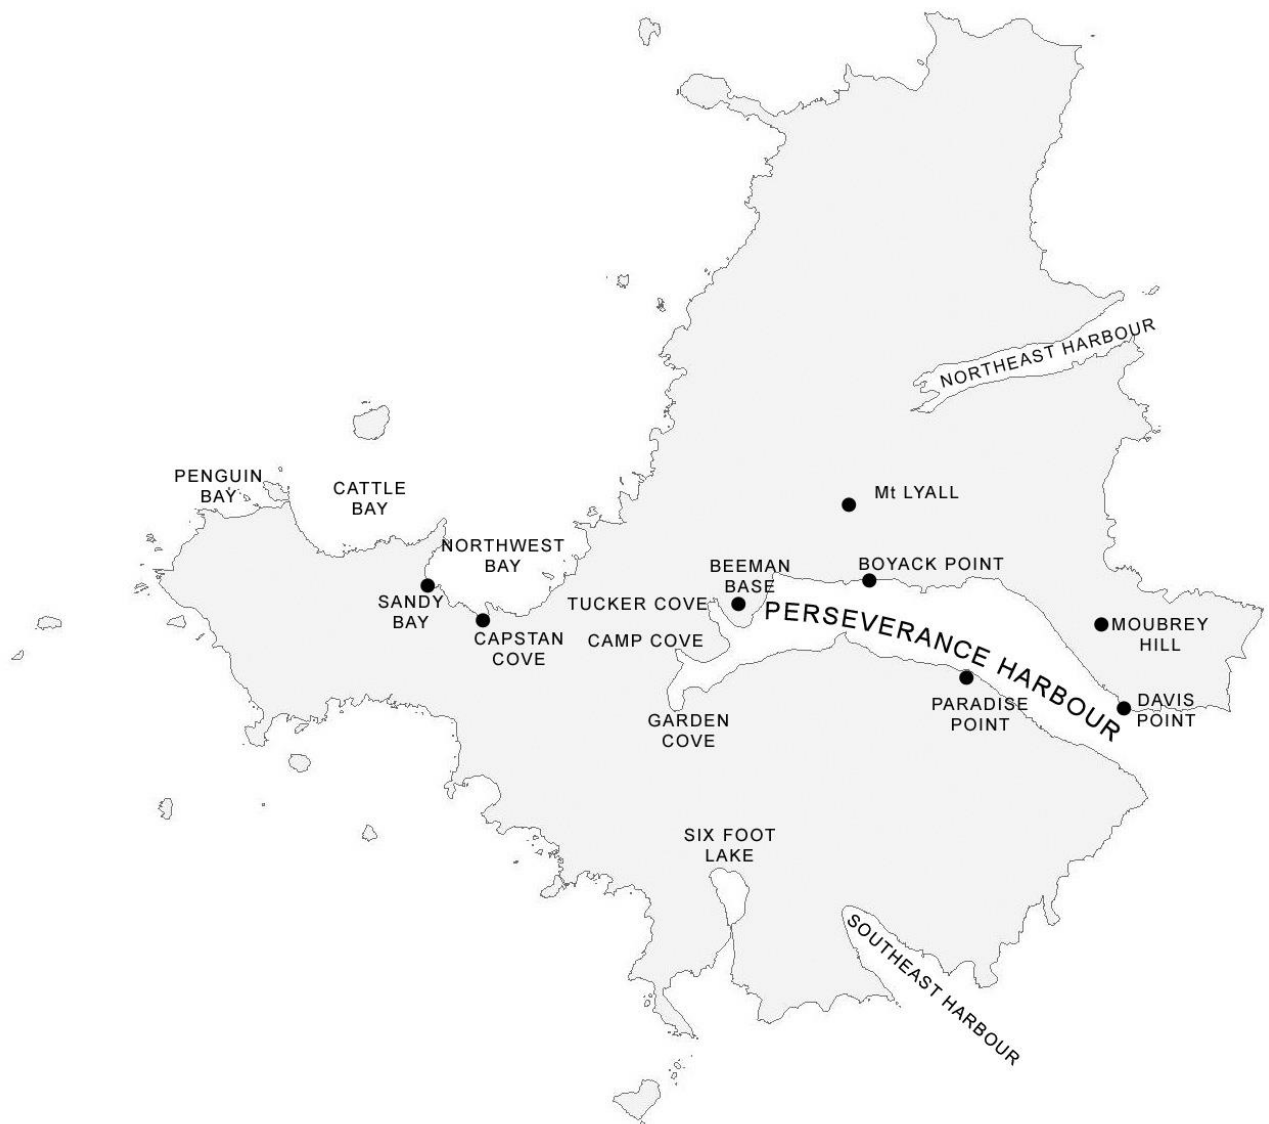 NORTHEAST HARBOUR
PENGUIN
BAY
CATTLE
BAY
Mt LYALL
NORTHWEST
BAY
BEEMAN
BASE
BOYACK POINT
SANDY
BAY
TUCKER COVE
CAPSTAN
COVE
CAMP COVE
PERSEVERANCE HARBOUR
MOUBREY
HILL
GARDEN
COVE
PARADISE
POINT
DAVIS
POINT
SIX FOOT
LAKE
SOUTHEAST HARBOUR